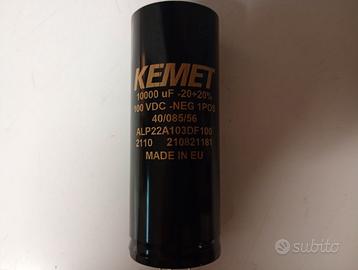 KEMET
10000 uF -20+20%
100 VDC -NEG 1POS
40/085/56
ALP22A103DF100
2110 210821181
MADE IN EU
subito